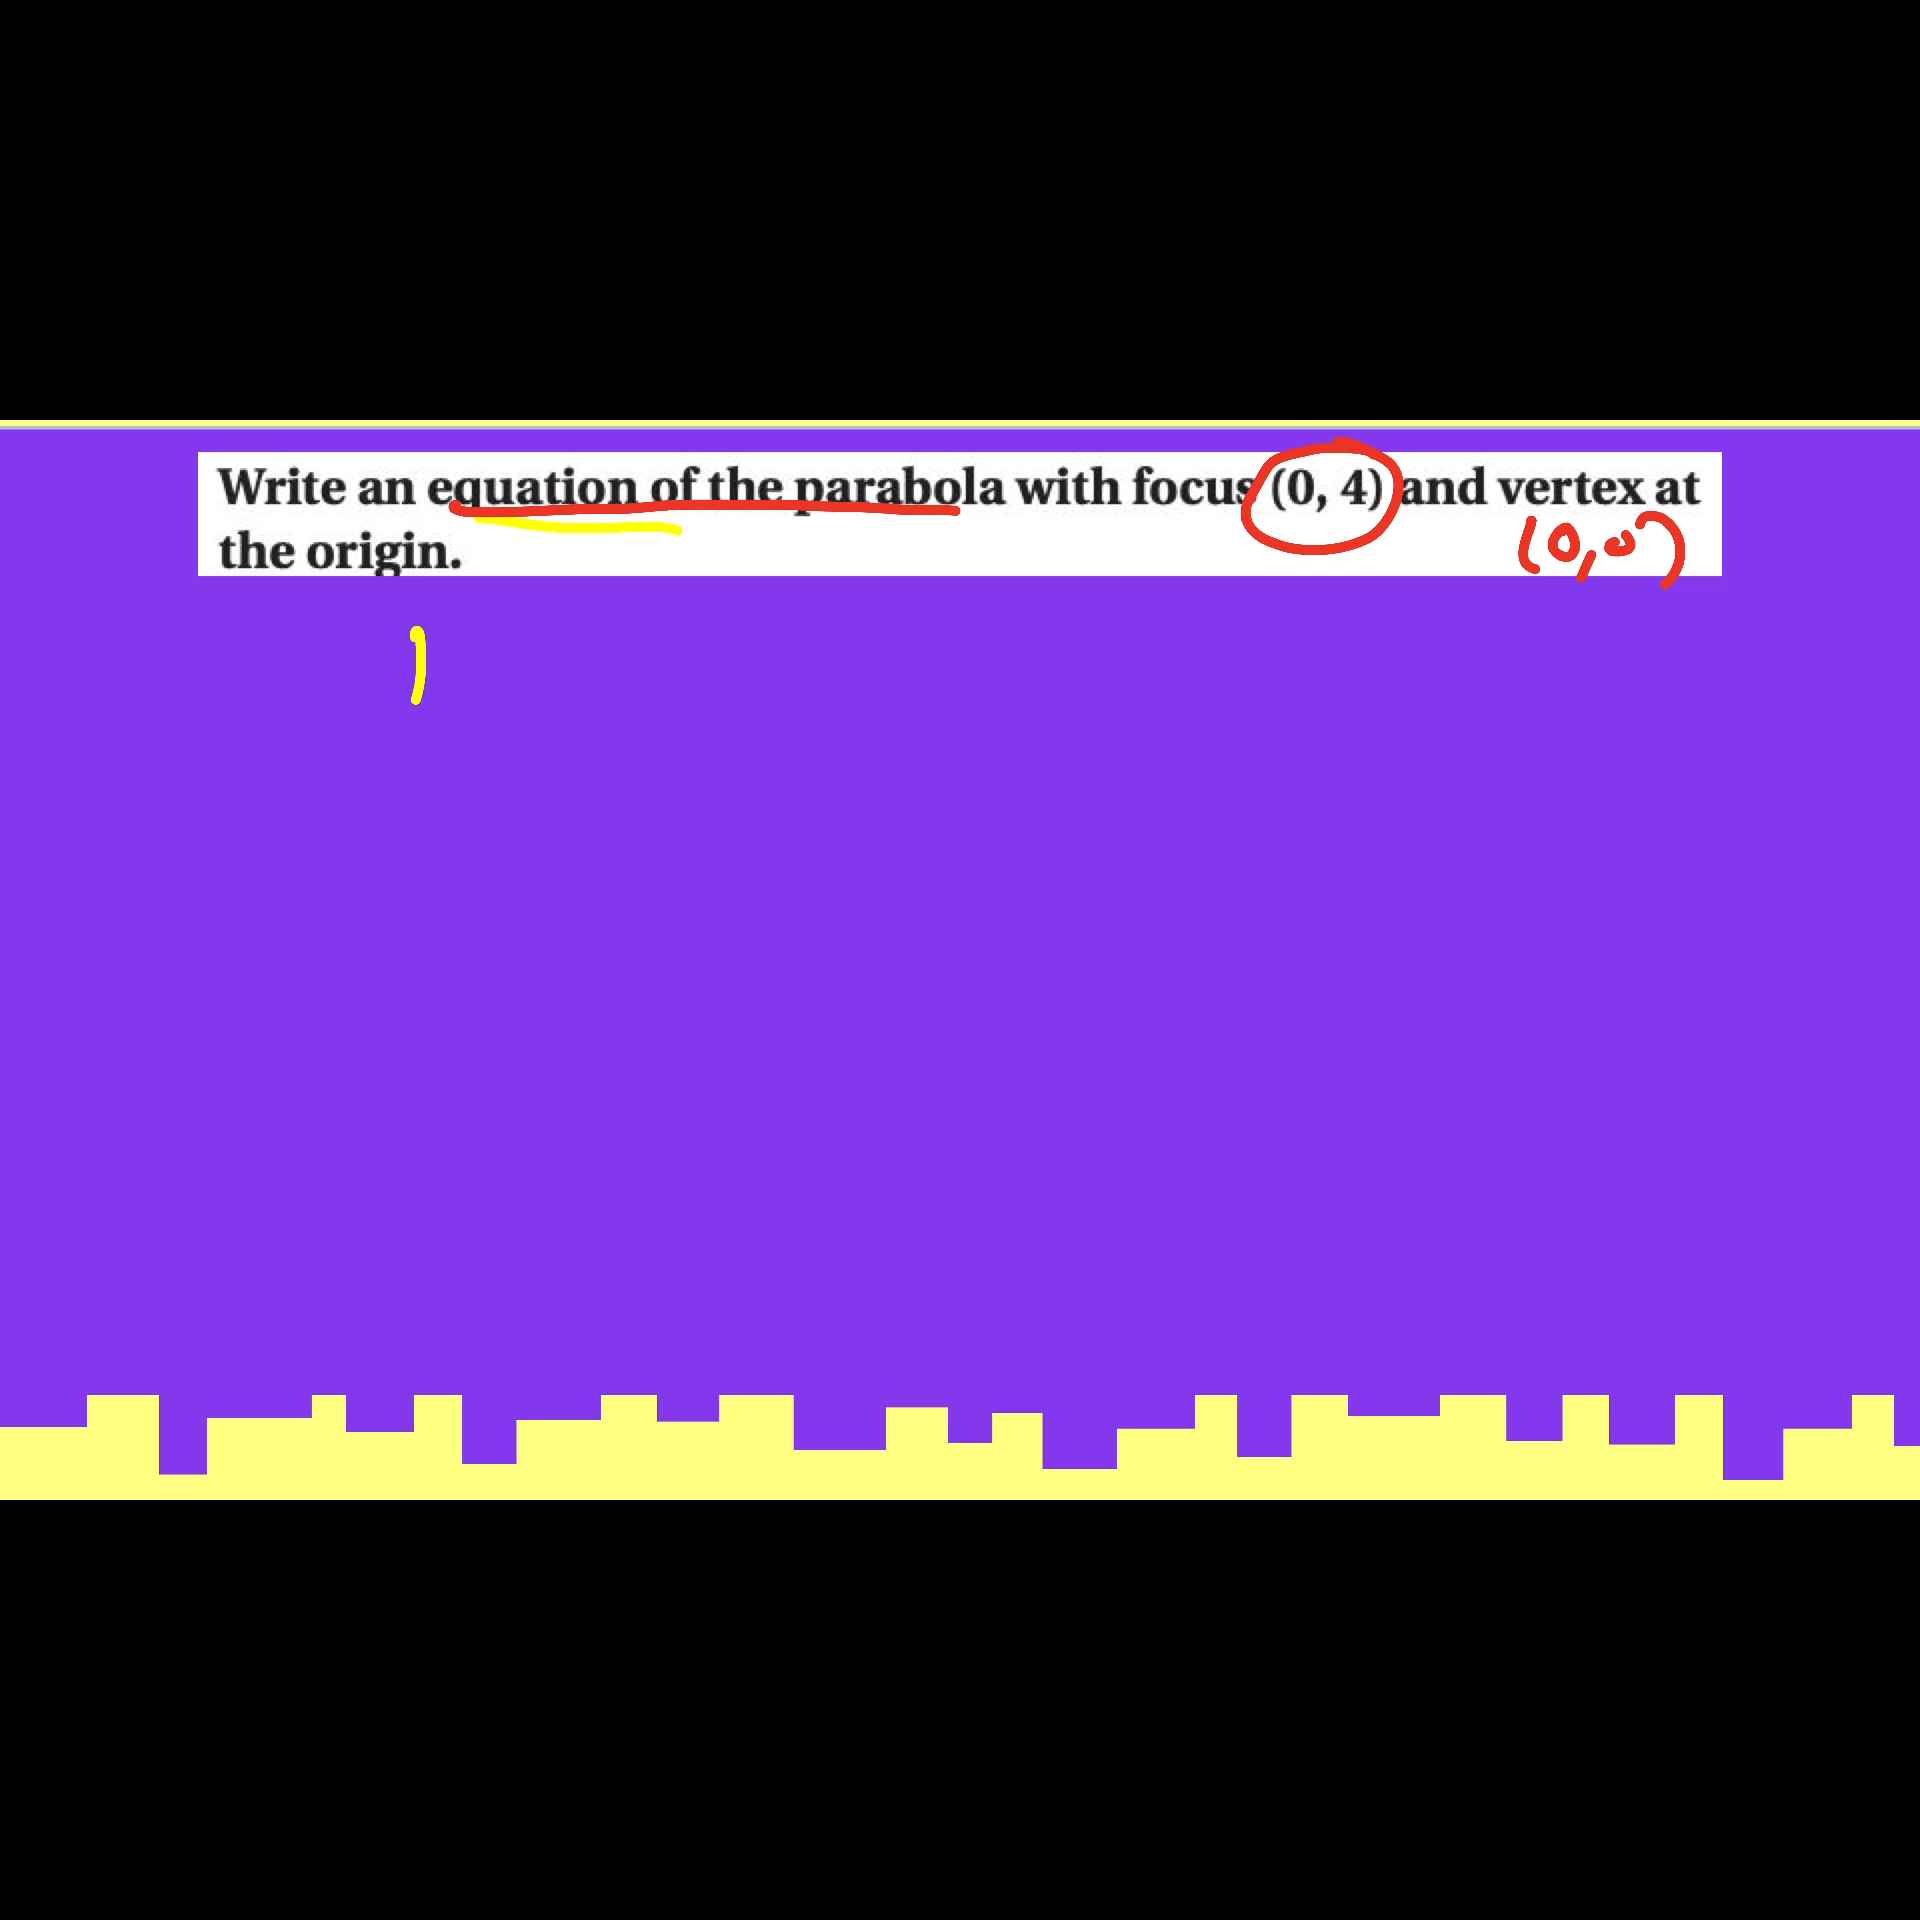 Write an equation of the parabola with focus (0, 4) and vertex at
the origin.
(0,0)